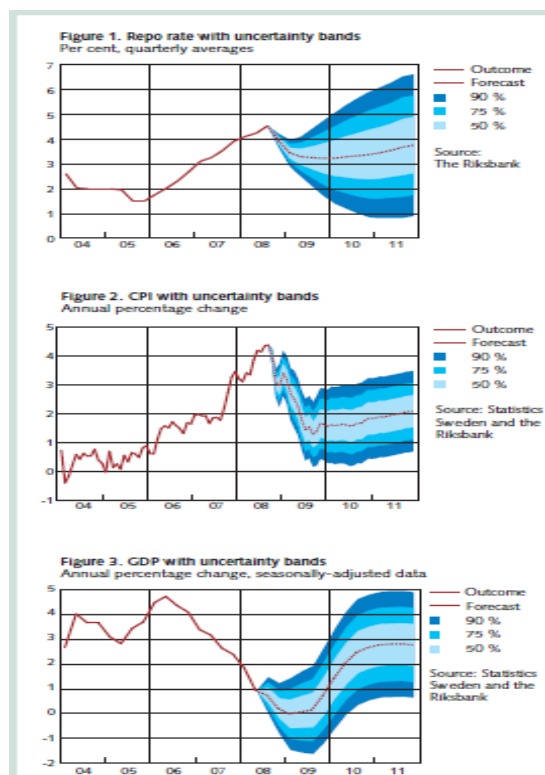 Figure 1. Repo rate with uncertainty bands
Per cent, quarterly averages
7
6
5
4
3
2
1
0
04 05 06 07 08 09 10 11
Outcome
Forecast
90 %
75 %
50 %
Source:
The Riksbank
Figure 2. CPI with uncertainty bands
Annual percentage change
5
4
3
2
1
0
-1
04 05 06 07 08 09 10 11
Outcome
Forecast
90 %
75 %
50 %
Source: Statistics
Sweden and the
Riksbank
Figure 3. GDP with uncertainty bands
Annual percentage change, seasonally-adjusted data
5
4
3
2
1
0
-1
-2
04 05 06 07 08 09 10 11
Outcome
Forecast
90 %
75 %
50 %
Source: Statistics
Sweden and the
Riksbank